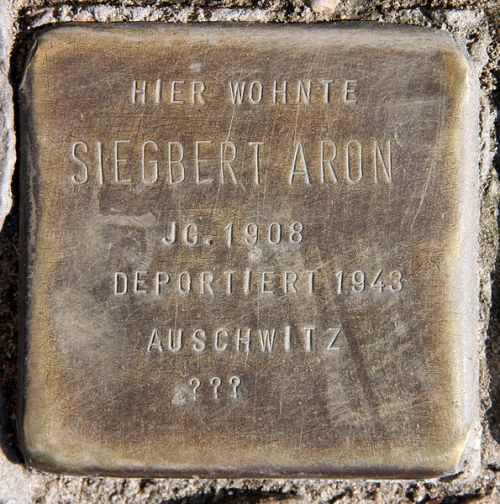 HIER WOHNTE
SIEGBERT ARON
JG. 1908
DEPORTIERT 1943
AUSCHWITZ
???